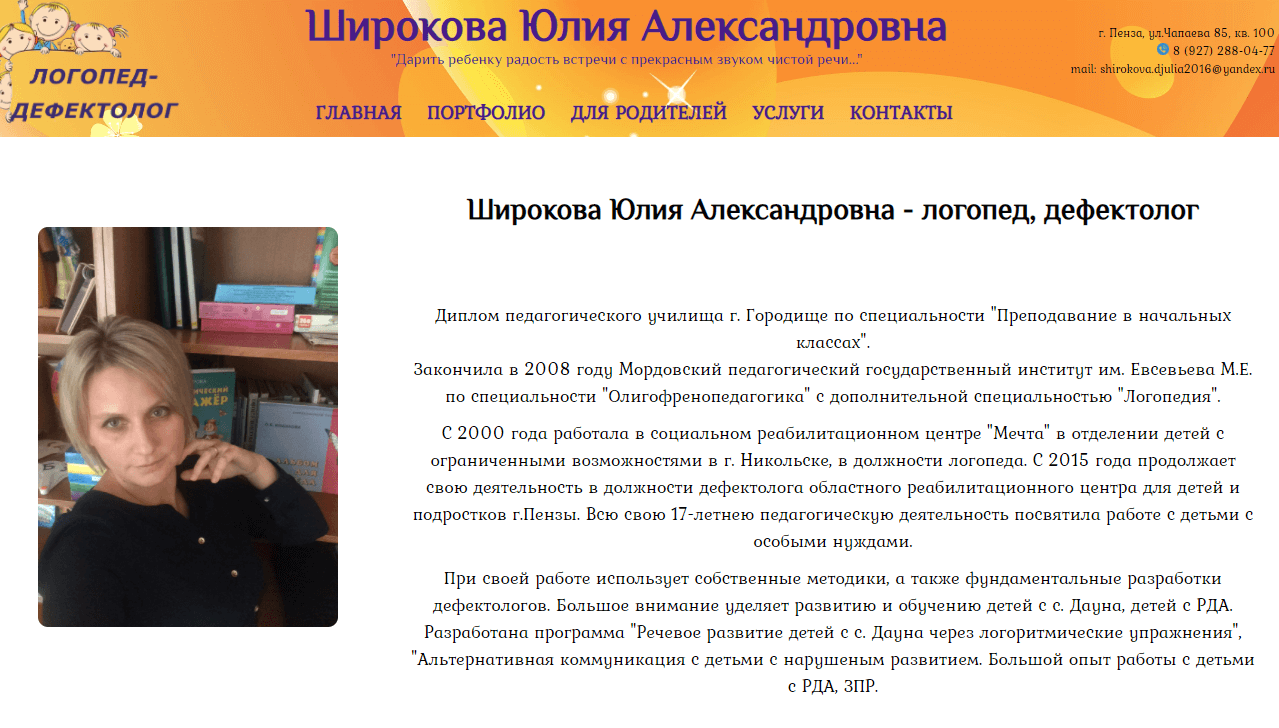 ЛОГОПЕД-
ДЕФЕКТОЛОГ
Широкова Юлия Александровна
"Дарить ребенку радость встречи с прекрасным звуком чистой речи..."
ГЛАВНАЯ ПОРТФОЛИО ДЛЯ РОДИТЕЛЕЙ УСЛУГИ КОНТАКТЫ
г. Пенза, ул.Чапаева 85, кв. 100
8 (927) 288-04-77
mail: shirokova.djulia2016@yandex.ru
Широкова Юлия Александровна - логопед, дефектолог
Диплом педагогического училища г. Городище по специальности "Преподавание в начальных
классах".
Закончила в 2008 году Мордовский педагогический государственный институт им. Евсевьева М.Е.
по специальности "Олигофренопедагогика" с дополнительной специальностью "Логопедия".
С 2000 года работала в социальном реабилитационном центре "Мечта" в отделении детей с
ограниченными возможностями в г. Никольске, в должности логопеда. С 2015 года продолжает
свою деятельность в должности дефектолога областного реабилитационного центра для детей и
подростков г.Пензы. Всю свою 17-летнею педагогическую деятельность посвятила работе с детьми с
особыми нуждами.
При своей работе использует собственные методики, а также фундаментальные разработки
дефектологов. Большое внимание уделяет развитию и обучению детей с с. Дауна, детей с РДА.
Разработана программа "Речевое развитие детей с с. Дауна через логоритмические упражнения",
"Альтернативная коммуникация с детьми с нарушеным развитием. Большой опыт работы с детьми
с РДА, ЗПР.